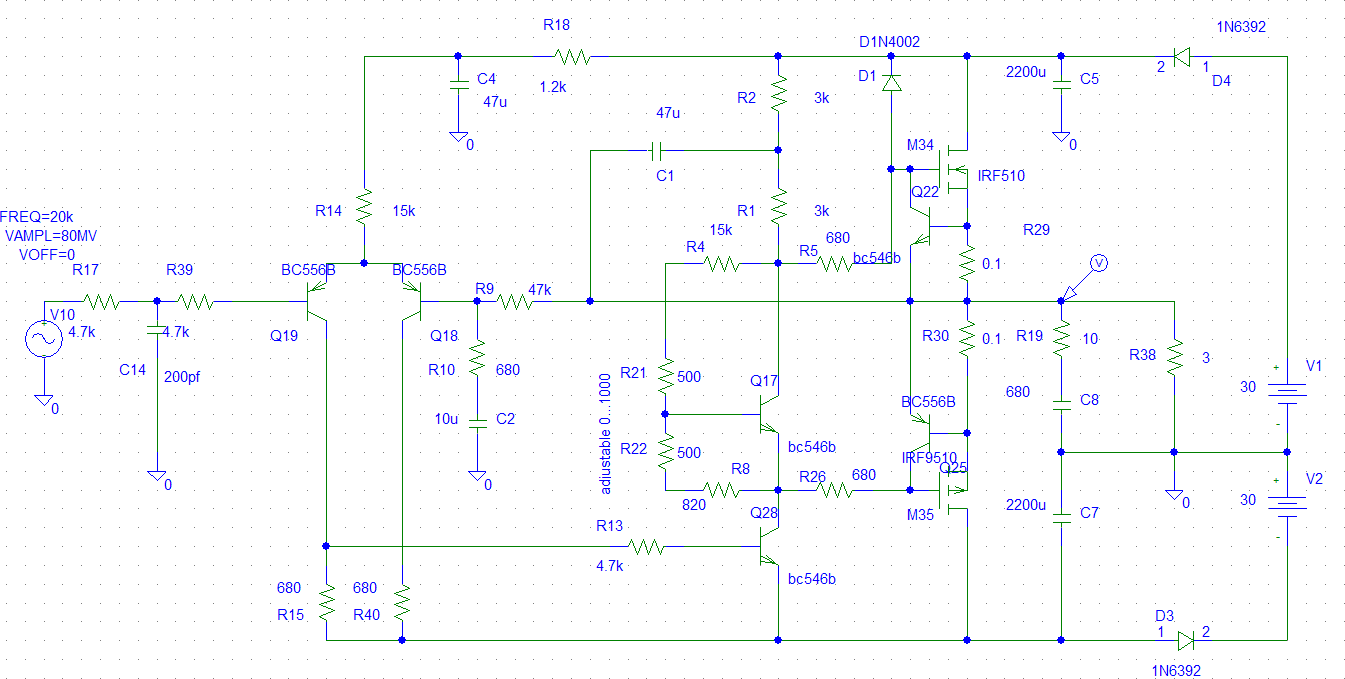 R18
1N6392
D1N4002
C4
1.2k
47u
R2
3k
D1
2200u
C5
2
1
D4
0
47u
C1
M34
0
IRF510
Q22
FREQ=20k
VAMPL=80MV
VOFF=0
R14
15k
R1
3k
15k
R4
680
R5
R29
R17
R39
BC556B
BC556B
bc546b
0.1
V
R9
47k
V10
4.7k
4.7k
Q19
Q18
R30
0.1
R19
10
R38
3
C14
200pf
R10
680
R21
500
Q17
V1
+
30
-
0
10u
C2
adjustable 0...1000
BC556B
680
C8
R22
500
bc546b
IRF9510
Q25
R8
R26
680
V2
+
30
-
0
0
820
Q28
M35
2200u
C7
0
R13
4.7k
bc546b
680
R15
680
R40
D3
1
2
1N6392